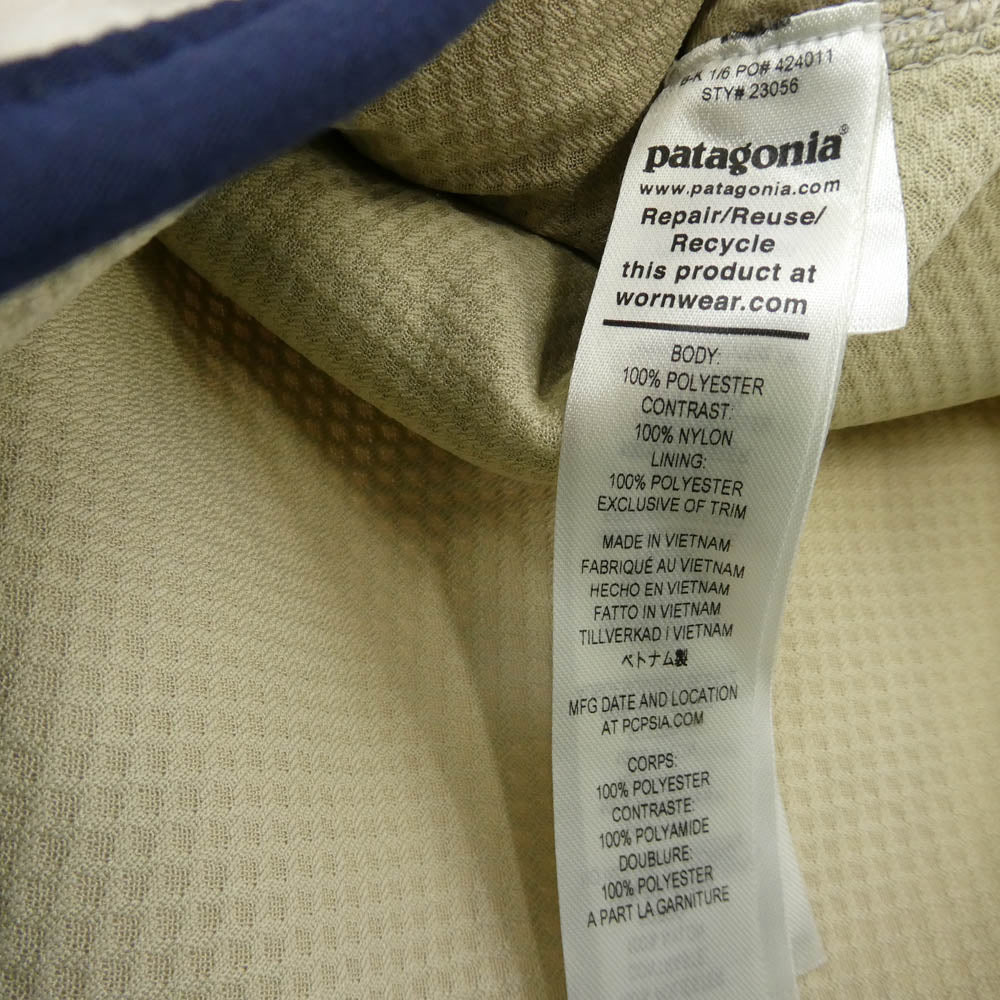 1/6 PO# 424011
STY# 23056
patagonia®
www.patagonia.com
Repair/Reuse/
Recycle
this product at
wornwear.com
BODY:
100% POLYESTER
CONTRAST:
100% NYLON
LINING:
100% POLYESTER
EXCLUSIVE OF TRIM
MADE IN VIETNAM
FABRIQUÉ AU VIETNAM
HECHO EN VIETNAM
FATTO IN VIETNAM
TILLVERKAD I VIETNAM
ベトナム製
MFG DATE AND LOCATION
AT PCPSIA.COM
CORPS:
100% POLYESTER
CONTRASTE:
100% POLYAMIDE
DOUBLURE:
100% POLYESTER
A PART LA GARNITURE